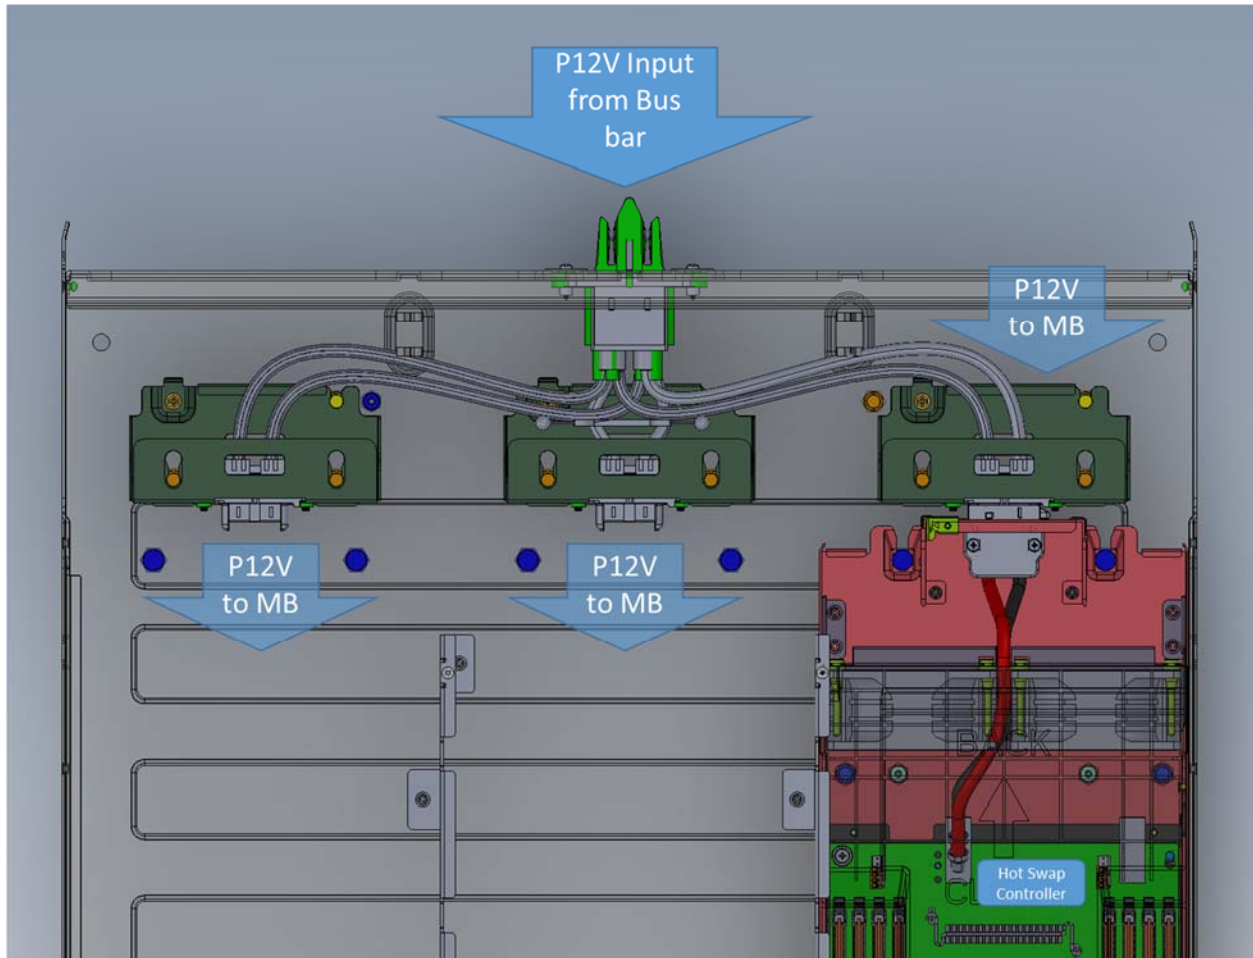 P12V Input
from Bus
bar
P12V
to MB
P12V
to MB
P12V
to MB
BACK
Hot Swap
Controller